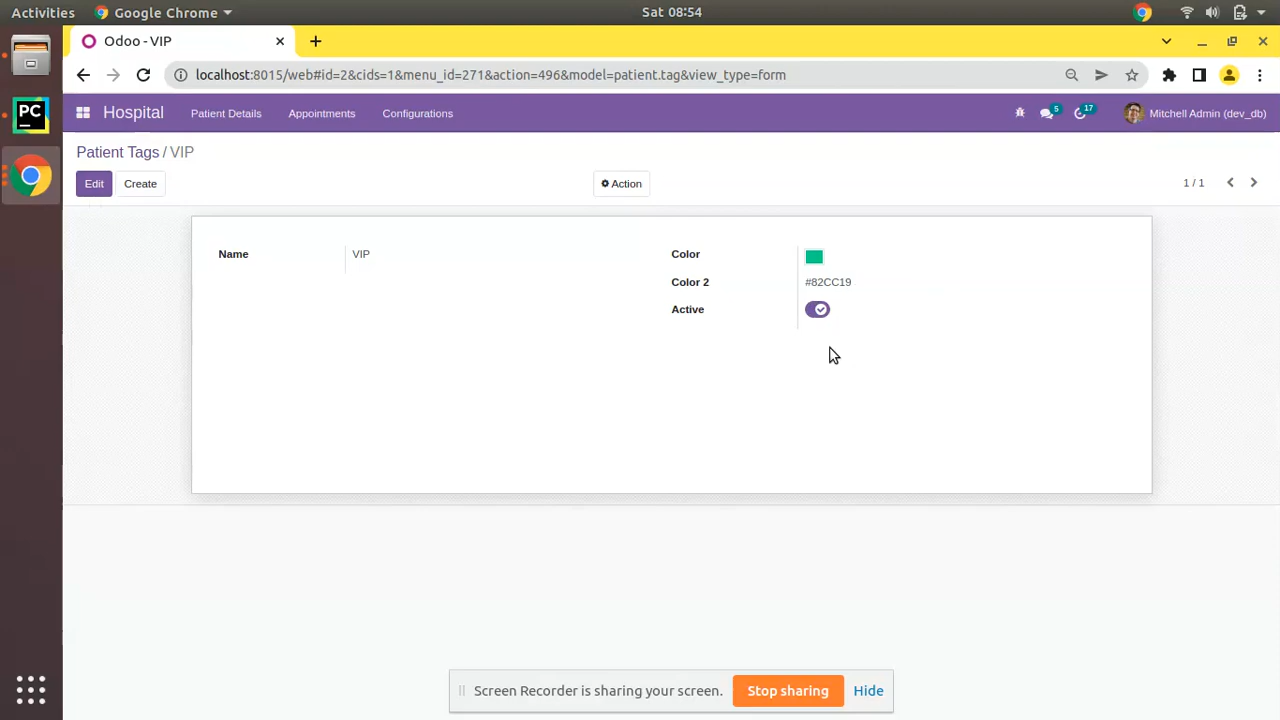 Activities Google Chrome Sat 08:54
Odoo - VIP
localhost:8015/web#id=2&cids=1&menu_id=271&action=496&model=patient.tag&view_type=form
Hospital Patient Details Appointments Configurations 5 17 Mitchell Admin (dev_db)
Patient Tags / VIP
Edit Create Action 1 / 1
Name VIP Color
Color 2 #82CC19
Active
Screen Recorder is sharing your screen. Stop sharing Hide
PC